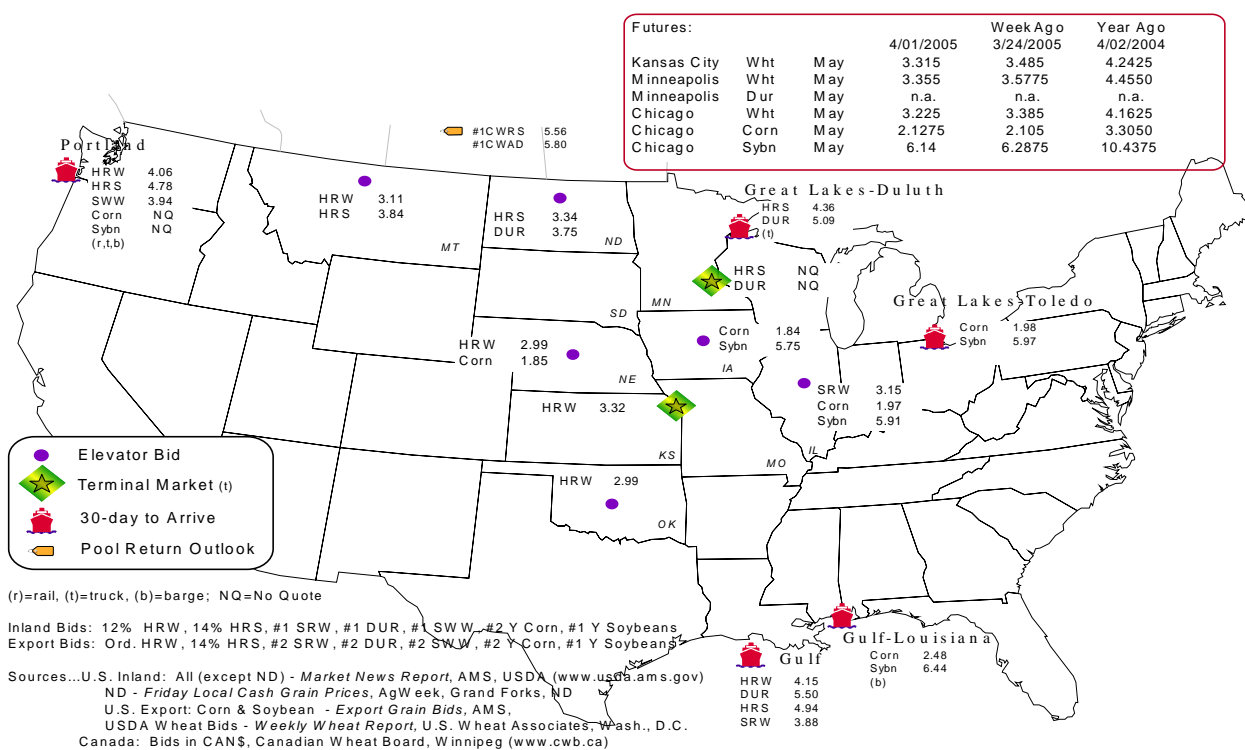 Futures: Week Ago Year Ago
4/01/2005 3/24/2005 4/02/2004
Kansas City Wht May 3.315 3.485 4.2425
Minneapolis Wht May 3.355 3.5775 4.4550
Minneapolis Dur May n.a. n.a. n.a.
Chicago Wht May 3.225 3.385 4.1625
Chicago Corn May 2.1275 2.105 3.3050
Chicago Sybn May 6.14 6.2875 10.4375
#1CWRS 5.56
#1CWAD 5.80
Portland
HRW 4.06
HRS 4.78
SWW 3.94
Corn NQ
Sybn NQ
(r,t,b)
HRW 3.11
HRS 3.84
MT
HRS 3.34
DUR 3.75
ND
Great Lakes-Duluth
HRS 4.36
DUR 5.09
(t)
HRS NQ
DUR NQ
MN
SD
Great Lakes-Toledo
Corn 1.98
Sybn 5.97
HRW 2.99
Corn 1.85
NE
Corn 1.84
Sybn 5.75
IA
SRW 3.15
Corn 1.97
Sybn 5.91
IL
HRW 3.32
KS
MO
HRW 2.99
OK
Elevator Bid
Terminal Market (t)
30-day to Arrive
Pool Return Outlook
Gulf-Louisiana
Corn 2.48
Sybn 6.44
(b)
Gulf
HRW 4.15
DUR 5.50
HRS 4.94
SRW 3.88
(r)=rail, (t)=truck, (b)=barge; NQ=No Quote
Inland Bids: 12% HRW, 14% HRS, #1 SRW, #1 DUR, #1 SWW, #2 Y Corn, #1 Y Soybeans
Export Bids: Ord. HRW, 14% HRS, #2 SRW, #2 DUR, #2 SWW, #2 Y Corn, #1 Y Soybeans
Sources...U.S. Inland: All (except ND) - Market News Report, AMS, USDA (www.usda.ams.gov)
ND - Friday Local Cash Grain Prices, AgWeek, Grand Forks, ND
U.S. Export: Corn & Soybean - Export Grain Bids, AMS,
USDA Wheat Bids - Weekly Wheat Report, U.S. Wheat Associates, Wash., D.C.
Canada: Bids in CAN$, Canadian Wheat Board, Winnipeg (www.cwb.ca)